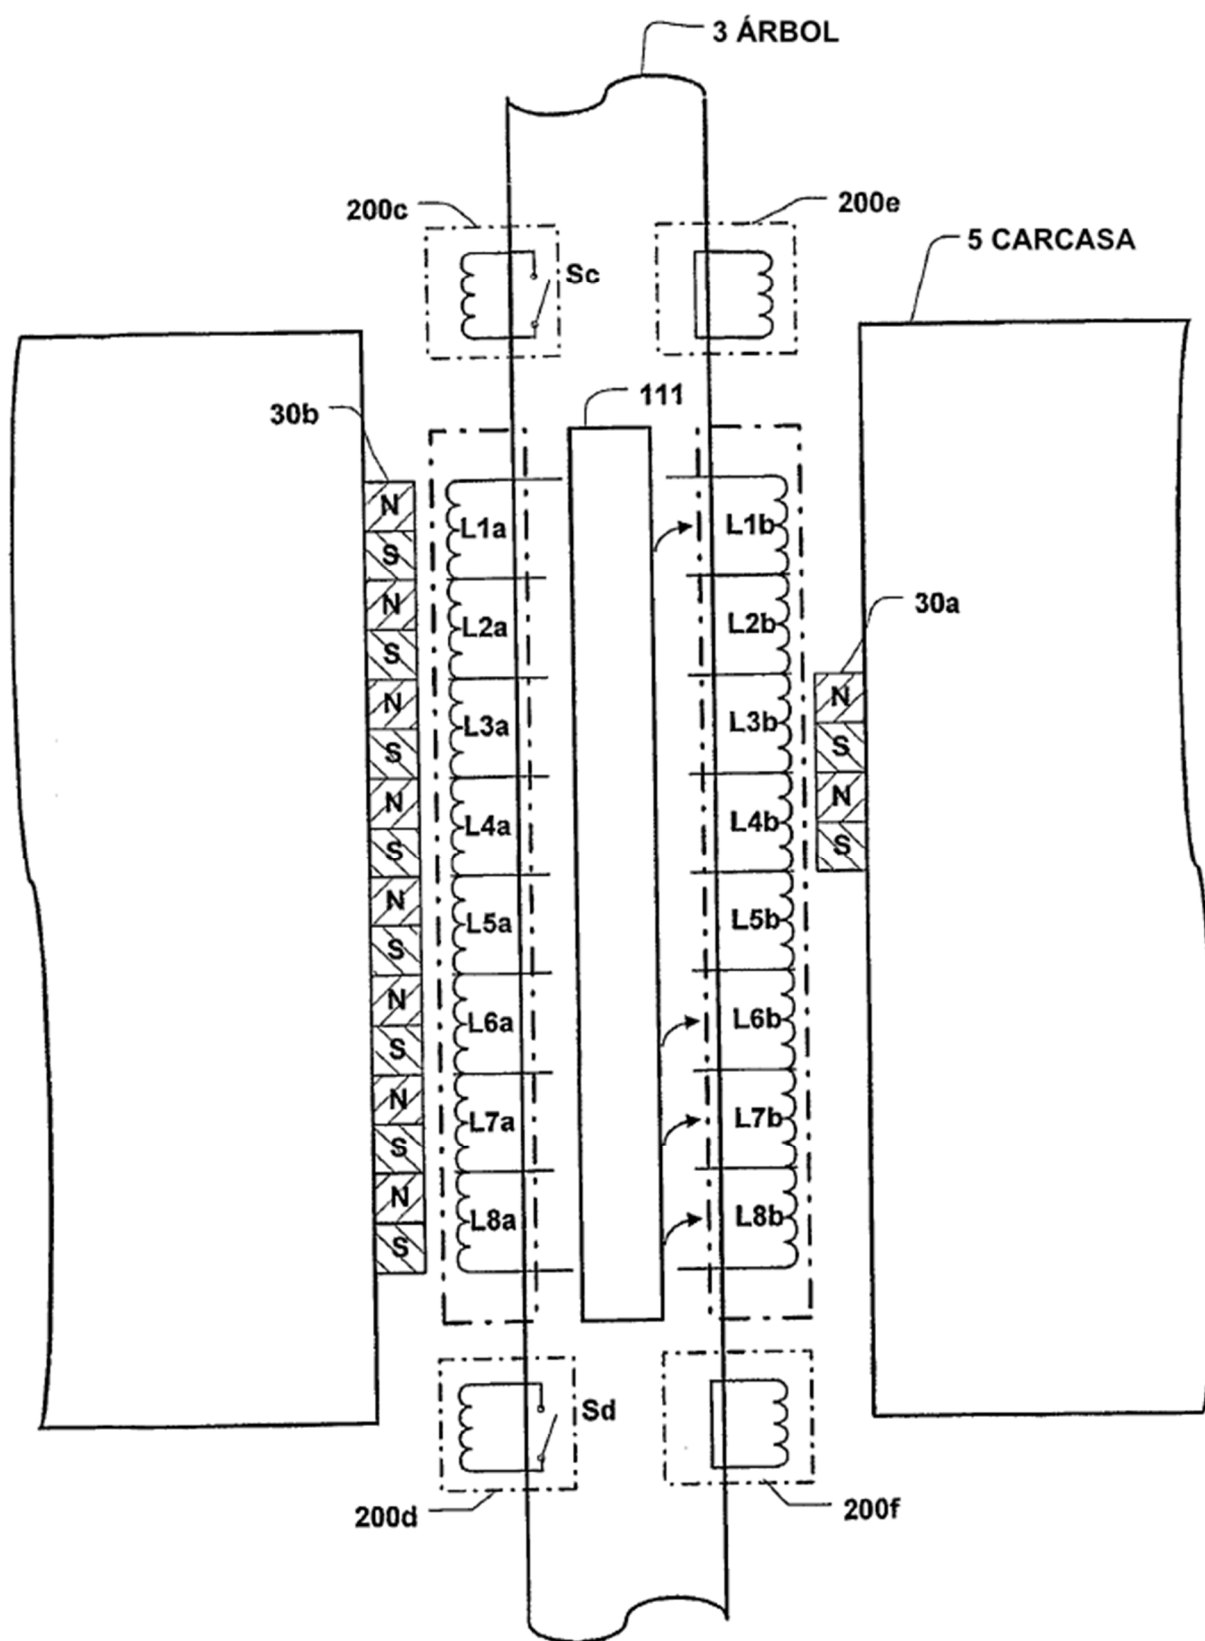 3 ÁRBOL
200c
200e
Sc
5 CARCASA
111
30b
N
S
N
S
N
S
N
S
N
S
N
S
N
S
N
S
L1a
L2a
L3a
L4a
L5a
L6a
L7a
L8a
L1b
L2b
L3b
L4b
L5b
L6b
L7b
L8b
30a
N
S
N
S
Sd
200d
200f